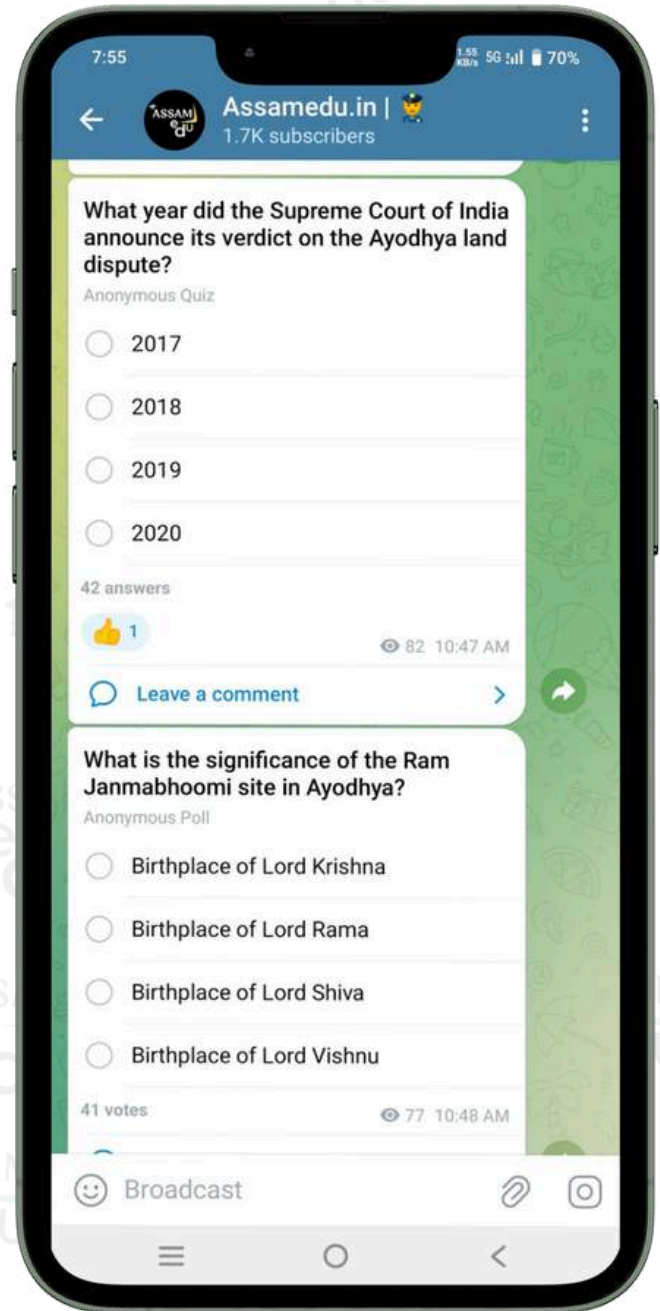 7:55
1.55
KB/s 5G 70%
ASSAM
edu
Assamedu.in |
1.7K subscribers
What year did the Supreme Court of India
announce its verdict on the Ayodhya land
dispute?
Anonymous Quiz
2017
2018
2019
2020
42 answers
1
82 10:47 AM
Leave a comment
What is the significance of the Ram
Janmabhoomi site in Ayodhya?
Anonymous Poll
Birthplace of Lord Krishna
Birthplace of Lord Rama
Birthplace of Lord Shiva
Birthplace of Lord Vishnu
41 votes
77 10:48 AM
Broadcast